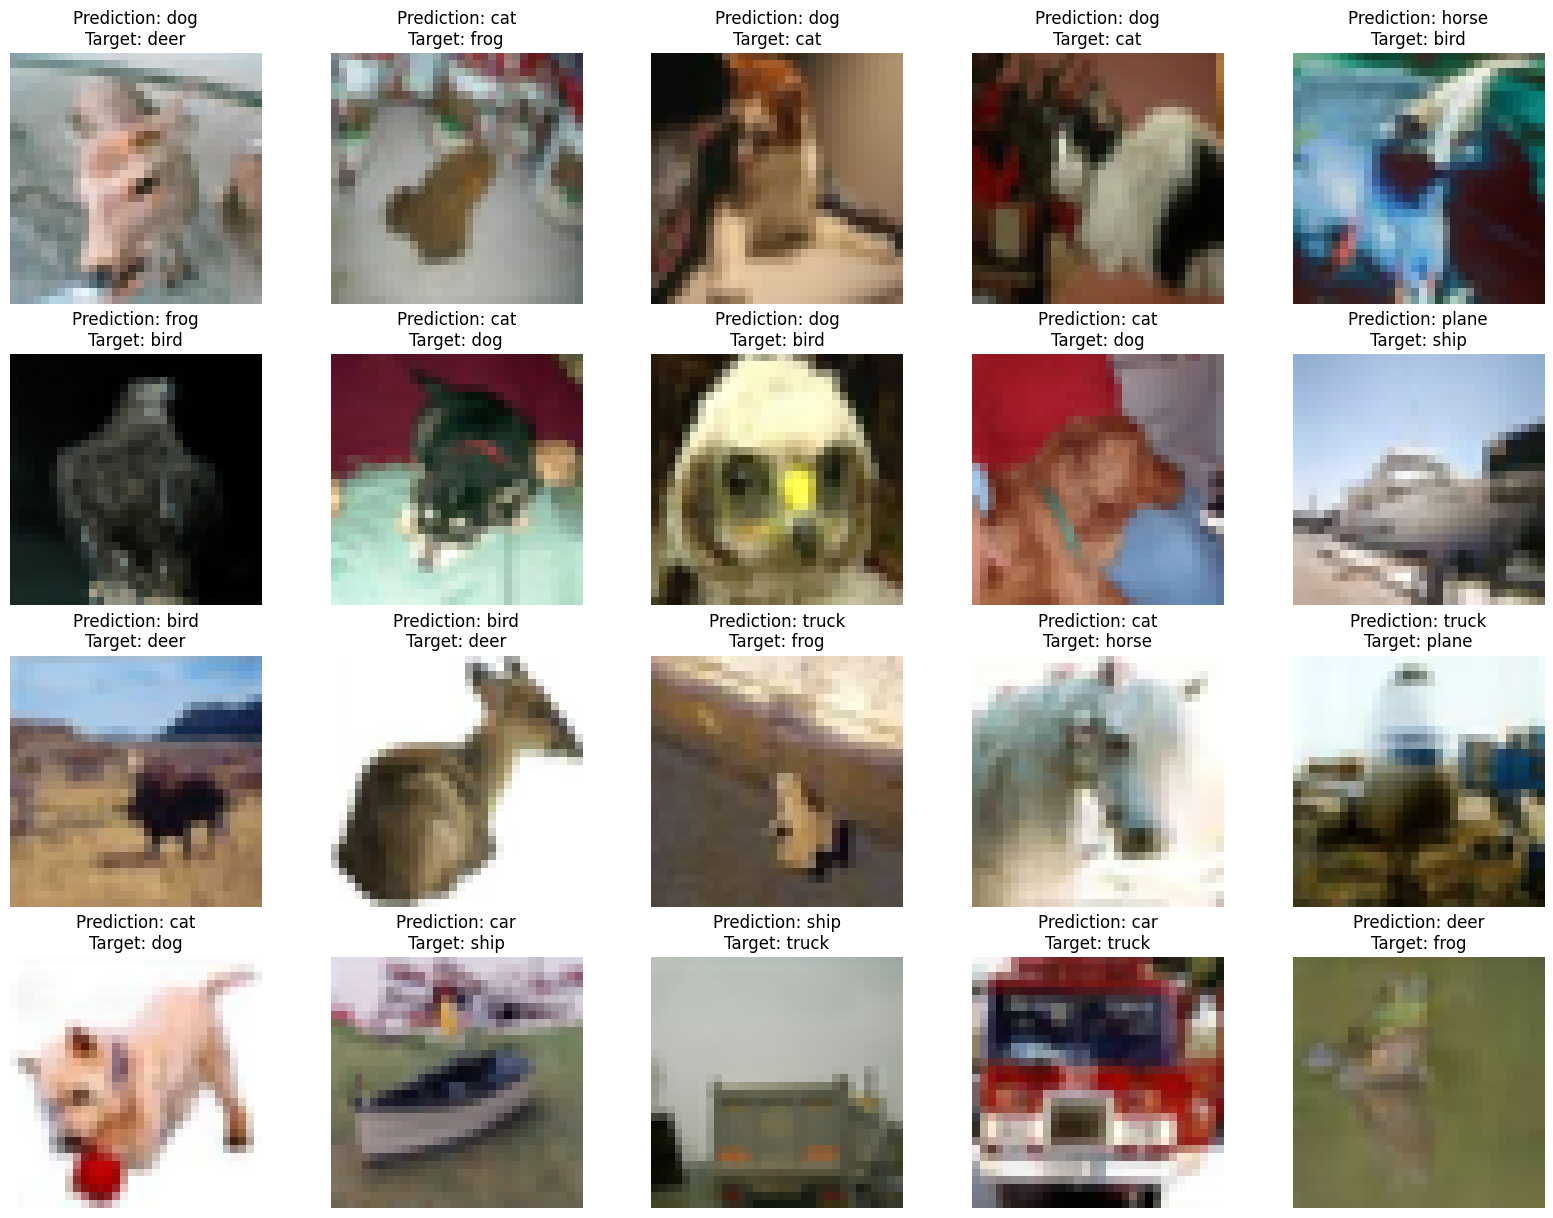 Prediction: dog
Target: deer
Prediction: cat
Target: frog
Prediction: dog
Target: cat
Prediction: dog
Target: cat
Prediction: horse
Target: bird
Prediction: frog
Target: bird
Prediction: cat
Target: dog
Prediction: dog
Target: bird
Prediction: cat
Target: dog
Prediction: plane
Target: ship
Prediction: bird
Target: deer
Prediction: bird
Target: deer
Prediction: truck
Target: frog
Prediction: cat
Target: horse
Prediction: truck
Target: plane
Prediction: cat
Target: dog
Prediction: car
Target: ship
Prediction: ship
Target: truck
Prediction: car
Target: truck
Prediction: deer
Target: frog